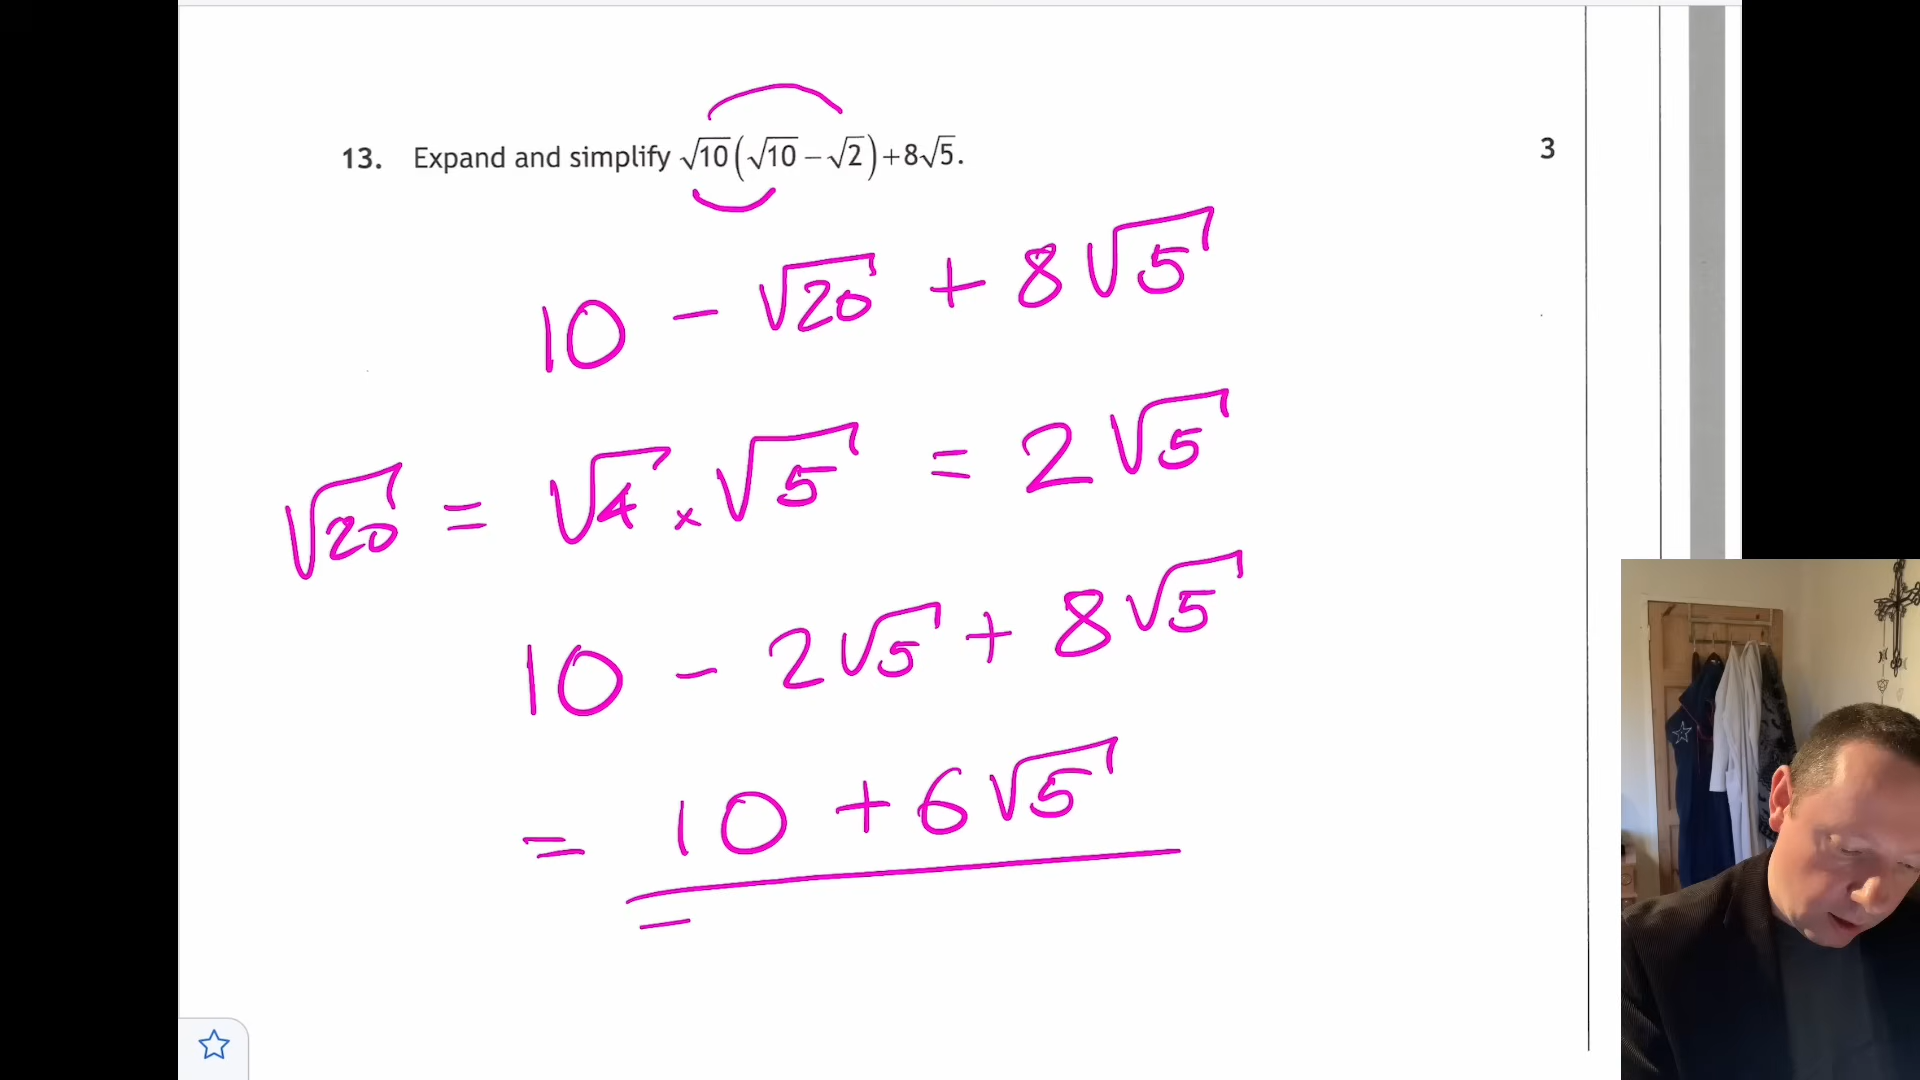 13. Expand and simplify √10(√10 − √2)+8√5. 3
10 − √20 + 8√5
√20 = √4 × √5 = 2√5
10 − 2√5 + 8√5
= 10 + 6√5